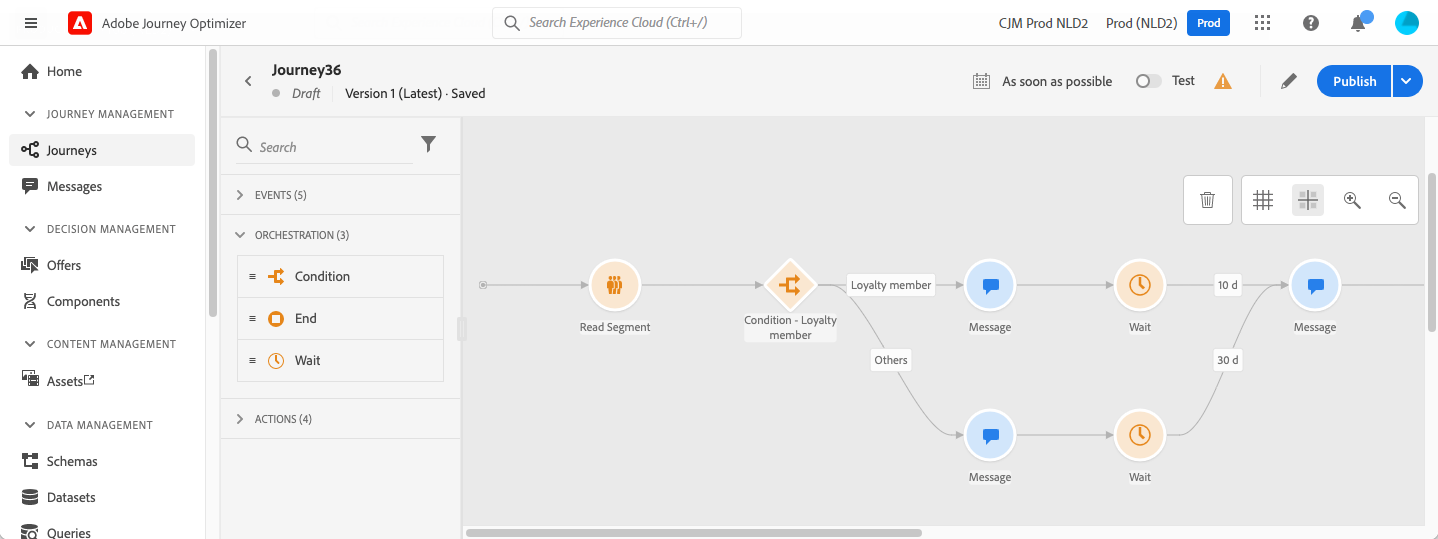 Adobe Journey Optimizer
Search Experience Cloud (Ctrl+/)
CJM Prod NLD2
Prod (NLD2)
Prod
Home
JOURNEY MANAGEMENT
Journeys
Messages
DECISION MANAGEMENT
Offers
Components
CONTENT MANAGEMENT
Assets
DATA MANAGEMENT
Schemas
Datasets
Queries
Journey36
Draft
Version 1 (Latest) · Saved
As soon as possible
Test
Publish
Search
EVENTS (5)
ORCHESTRATION (3)
Condition
End
Wait
ACTIONS (4)
Read Segment
Condition - Loyalty
member
Loyalty member
Message
Wait
10 d
Message
Others
30 d
Message
Wait